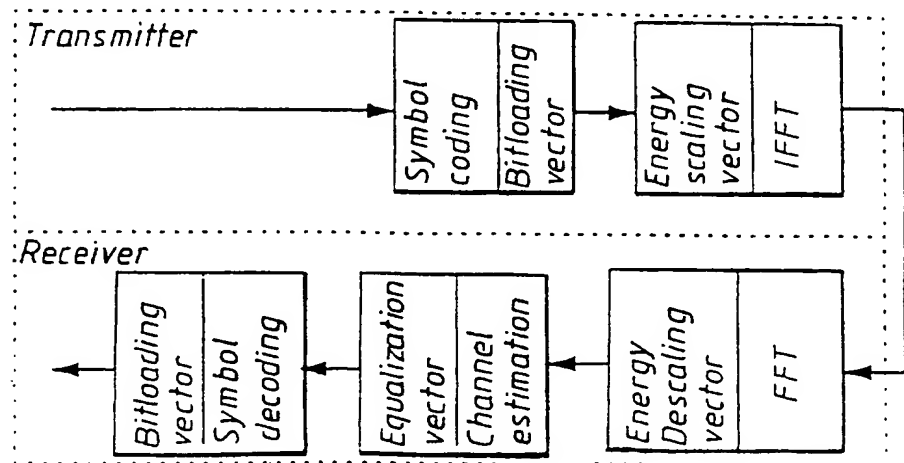 Transmitter
Symbol
coding
Bitloading
vector
Energy
scaling
vector
IFFT
Receiver
Bitloading
vector
Symbol
decoding
Equalization
vector
Channel
estimation
Energy
Descaling
vector
FFT